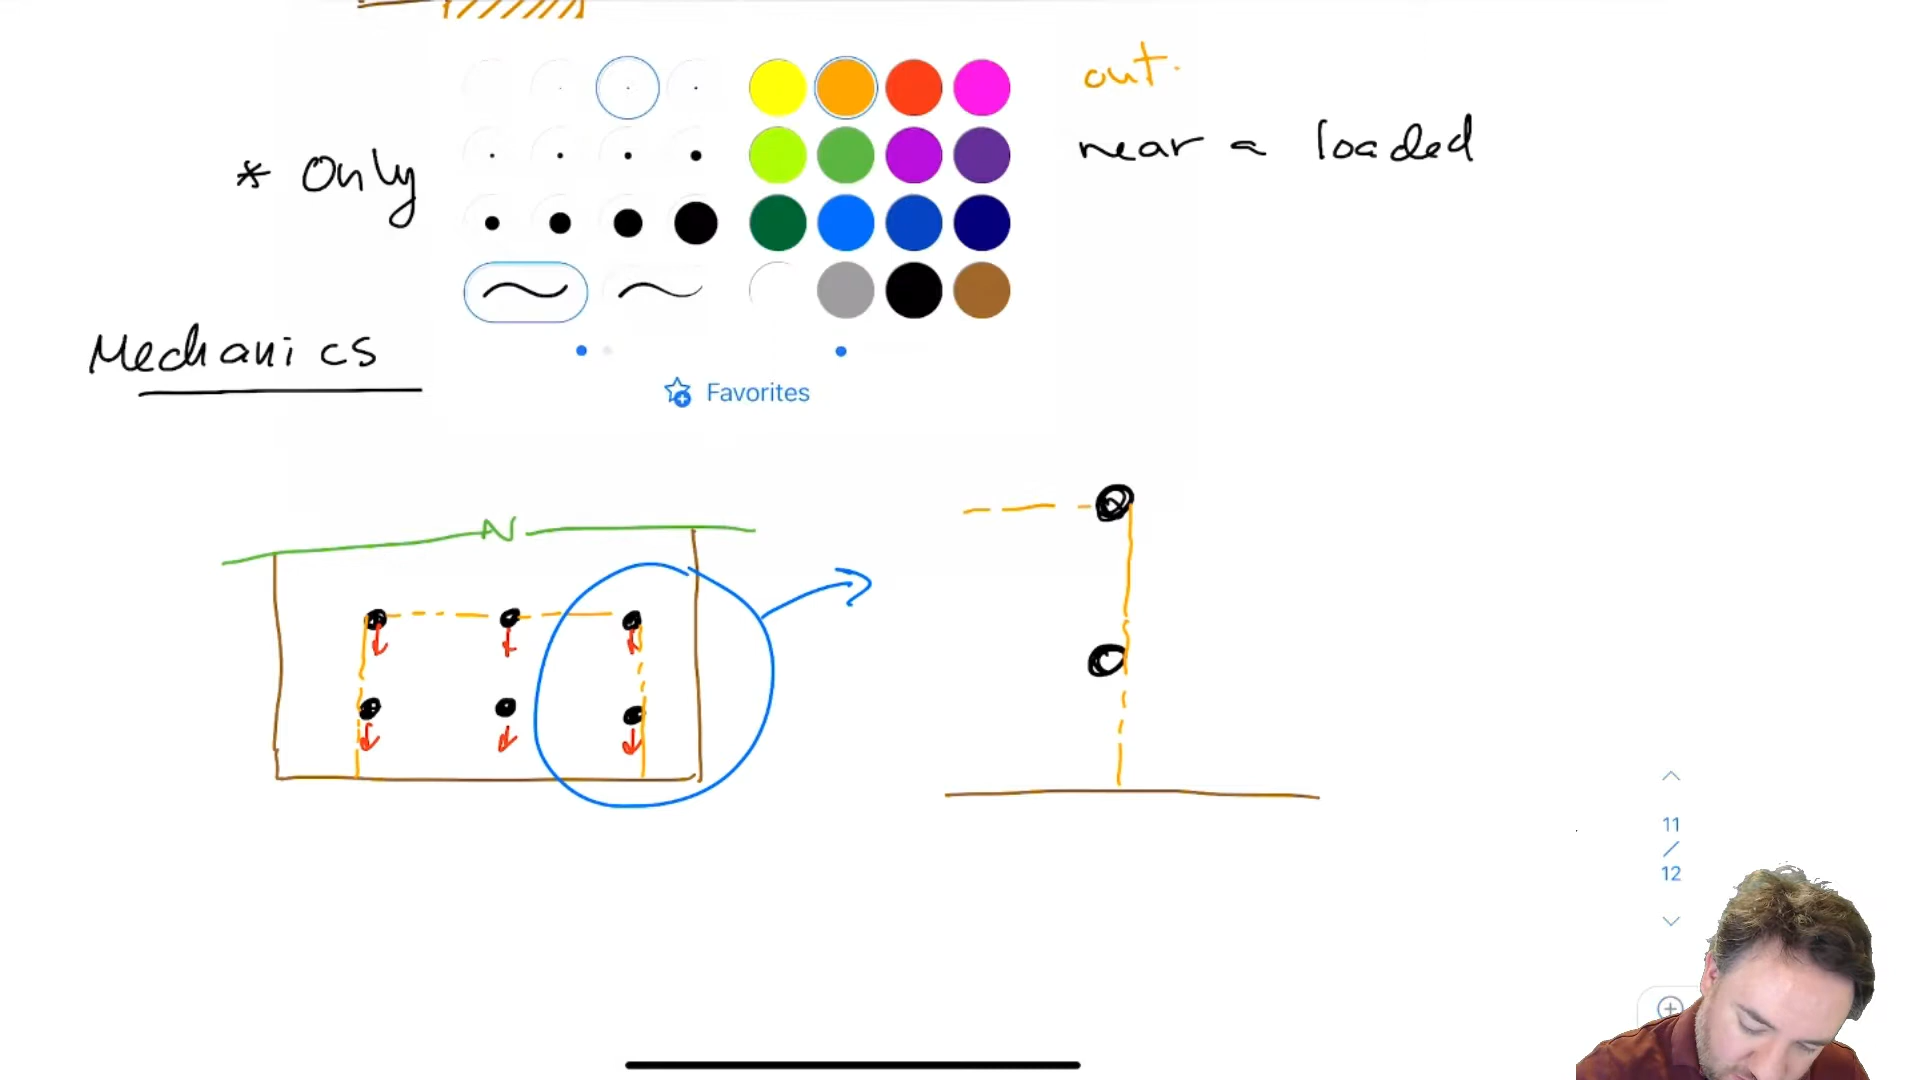 out.
* Only
near a loaded
Mechanics
Favorites
11
/
12